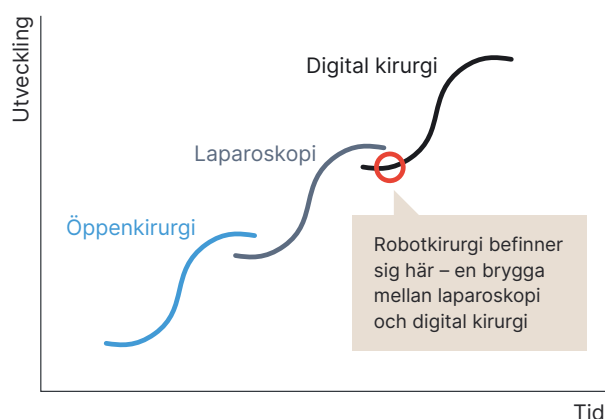 Utveckling
Digital kirurgi
Laparoskopi
Öppenkirurgi
Robotkirurgi befinner
sig här – en brygga
mellan laparoskopi
och digital kirurgi
Tid